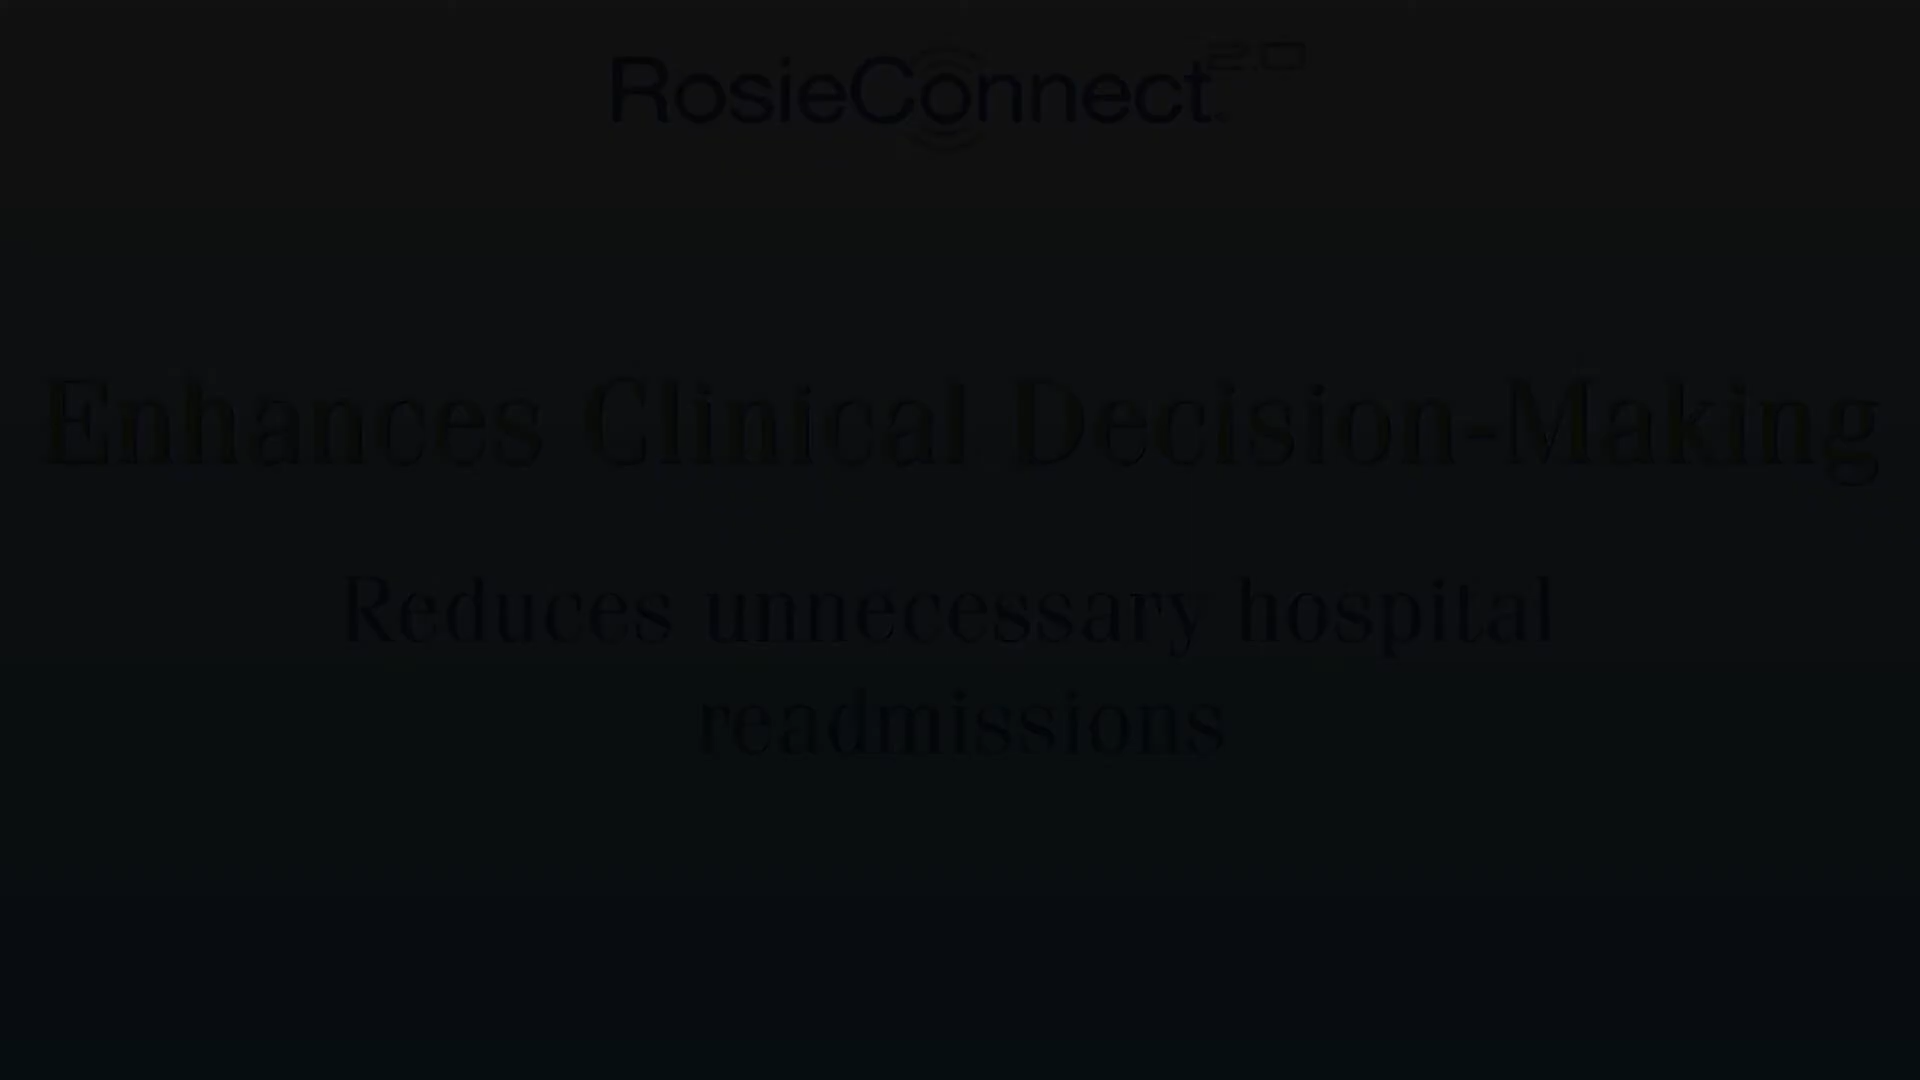 RosieConnect 2.0
Enhances Clinical Decision-Making
Reduces unnecessary hospital
readmissions